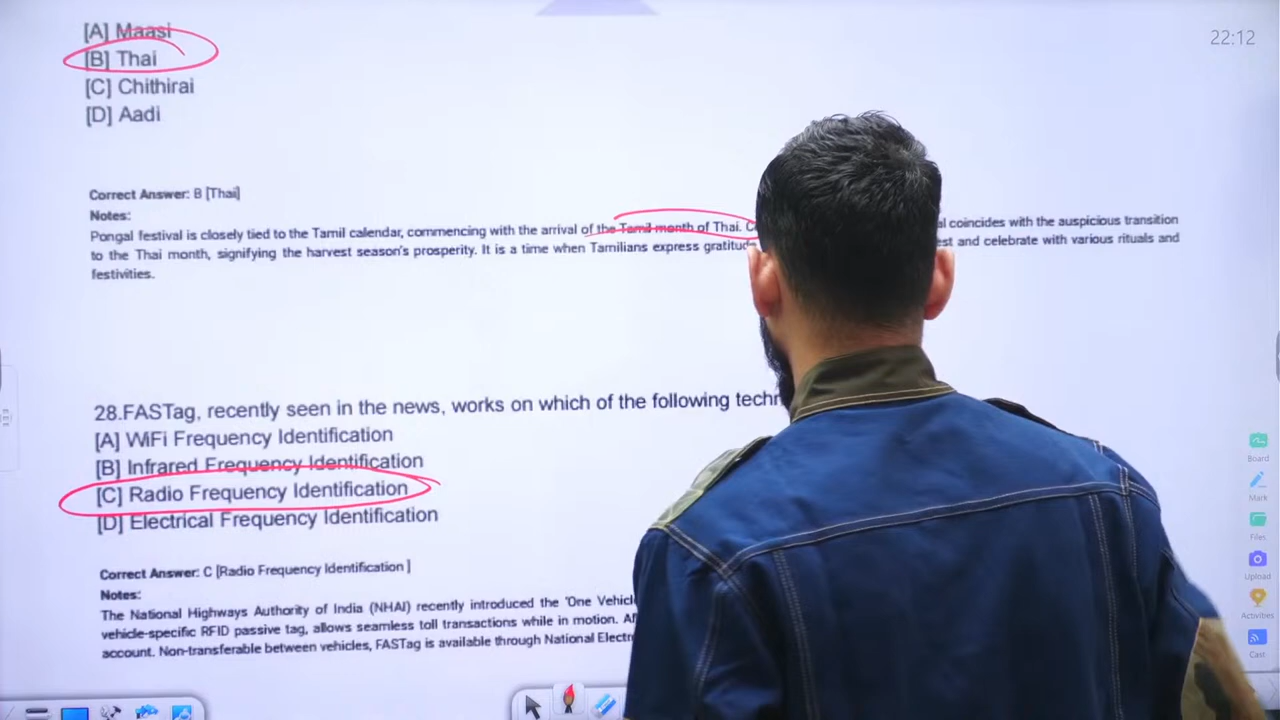 22:12
[A] Maasi
[B] Thai
[C] Chithirai
[D] Aadi
Correct Answer: B [Thai]
Notes:
Pongal festival is closely tied to the Tamil calendar, commencing with the arrival of the Tamil month of Thai. coincides with the auspicious transition
to the Thai month, signifying the harvest season's prosperity. It is a time when Tamilians express and celebrate with various rituals and
festivities.
28.FASTag, recently seen in the news, works on which of the following
[A] WiFi Frequency Identification
[B] Infrared Frequency Identification
[C] Radio Frequency Identification
[D] Electrical Frequency Identification
Correct Answer: C [Radio Frequency Identification ]
Notes:
The National Highways Authority of India (NHAI) recently introduced the 'One
vehicle-specific RFID passive tag, allows seamless toll transactions while in motion.
account. Non-transferable between vehicles, FASTag is available through National
Board
Mark
Files
Upload
Activities
Cast